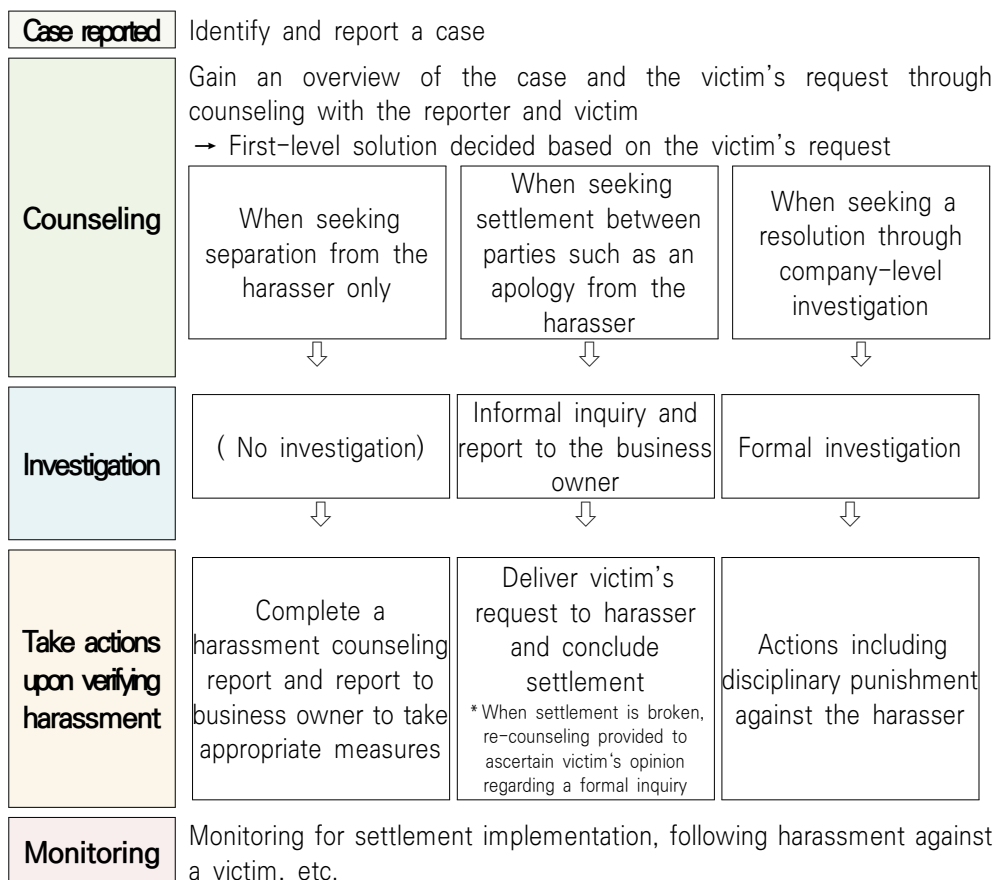 Case reported
Identify and report a case
Counseling
Gain an overview of the case and the victim's request through
counseling with the reporter and victim
→ First-level solution decided based on the victim's request
When seeking
separation from the
harasser only
When seeking
settlement between
parties such as an
apology from the
harasser
When seeking a
resolution through
company-level
investigation
⇩
⇩
⇩
Investigation
( No investigation)
Informal inquiry and
report to the business
owner
Formal investigation
⇩
⇩
⇩
Take actions
upon verifying
harassment
Complete a
harassment counseling
report and report to
business owner to take
appropriate measures
Deliver victim's
request to harasser
and conclude
settlement
* When settlement is broken,
re-counseling provided to
ascertain victim's opinion
regarding a formal inquiry
Actions including
disciplinary punishment
against the harasser
Monitoring
Monitoring for settlement implementation, following harassment against
a victim, etc.